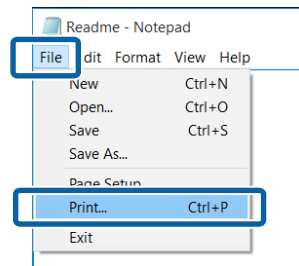 Readme - Notepad
File dit Format View Help
New Ctrl+N
Open... Ctrl+O
Save Ctrl+S
Save As...
Page Setup
Print... Ctrl+P
Exit